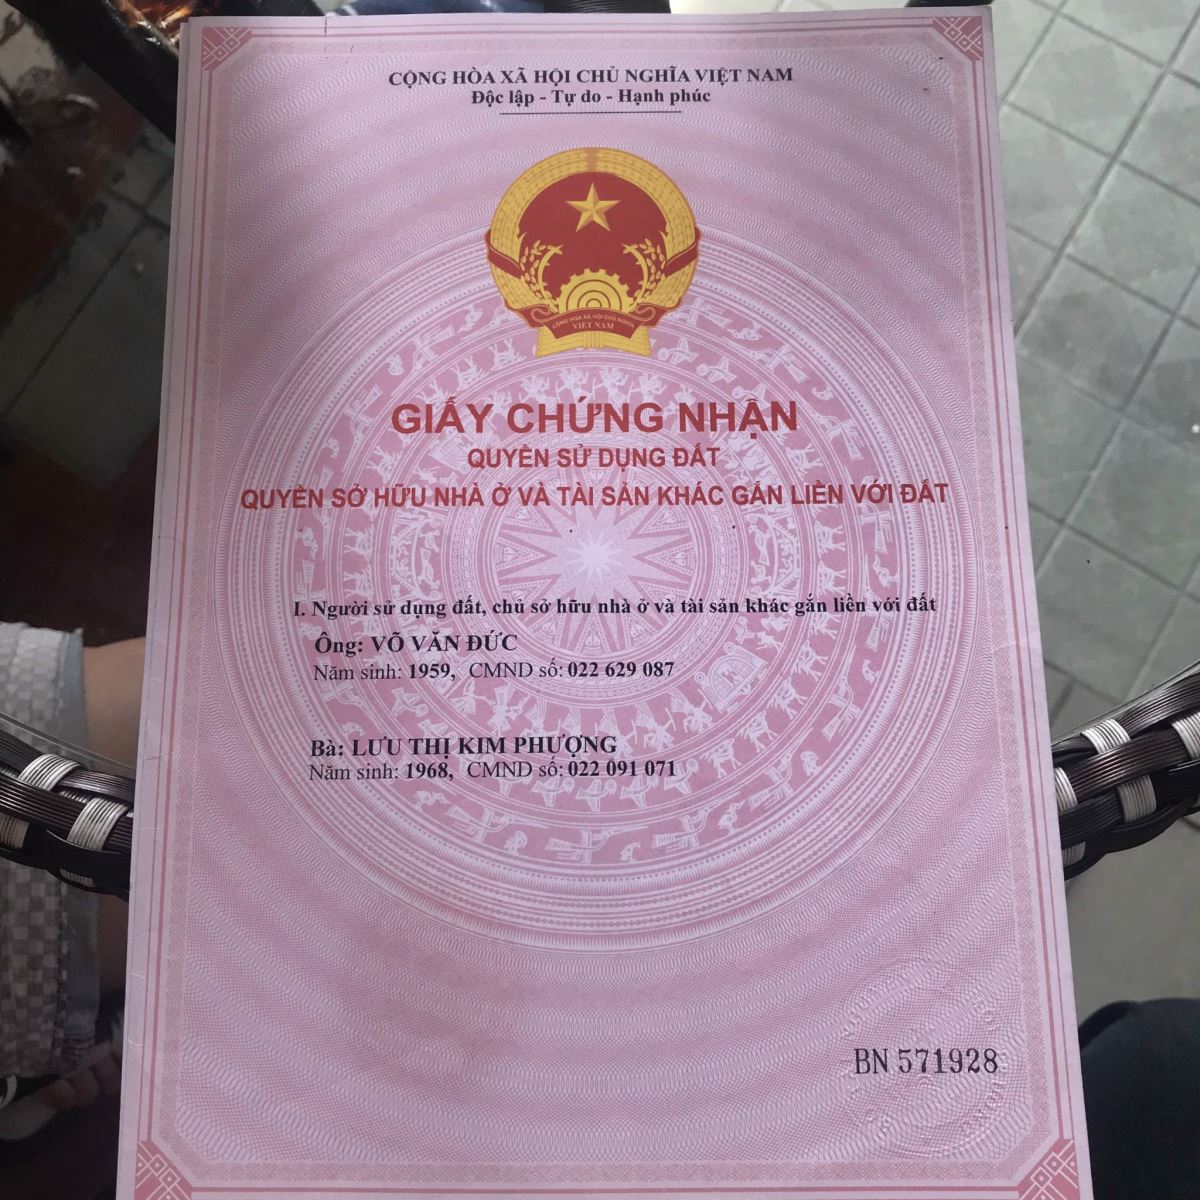 CỘNG HÒA XÃ HỘI CHỦ NGHĨA VIỆT NAM
Độc lập - Tự do - Hạnh phúc
CỘNG HÒA XÃ HỘI CHỦ NGHĨA
VIỆT NAM
GIẤY CHỨNG NHẬN
QUYỀN SỬ DỤNG ĐẤT
QUYỀN SỞ HỮU NHÀ Ở VÀ TÀI SẢN KHÁC GẮN LIỀN VỚI ĐẤT
I. Người sử dụng đất, chủ sở hữu nhà ở và tài sản khác gắn liền với đất
Ông: VÕ VĂN ĐỨC
Năm sinh: 1959, CMND số: 022 629 087
Bà: LƯU THỊ KIM PHƯỢNG
Năm sinh: 1968, CMND số: 022 091 071
BN 571928